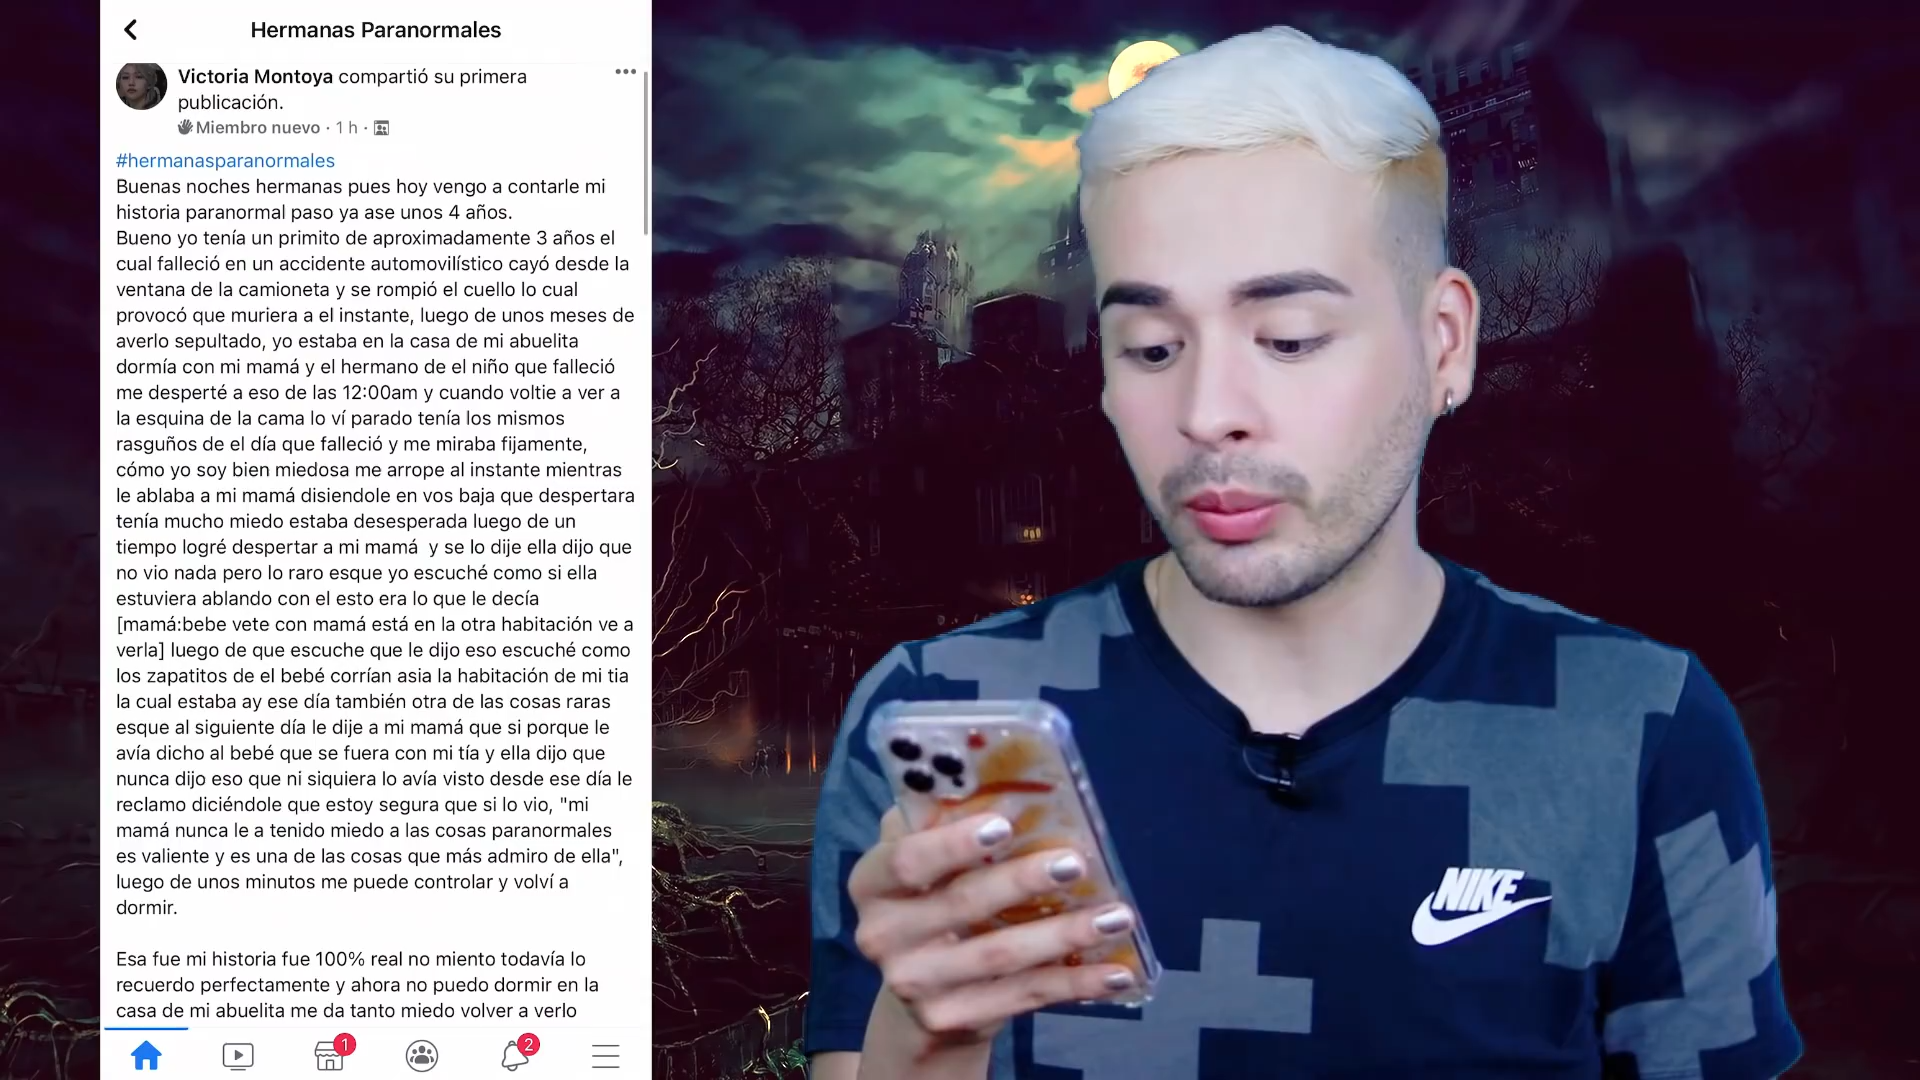 Hermanas Paranormales
Victoria Montoya compartió su primera
publicación.
Miembro nuevo · 1 h ·
#hermanasparanormales
Buenas noches hermanas pues hoy vengo a contarle mi
historia paranormal paso ya ase unos 4 años.
Bueno yo tenía un primito de aproximadamente 3 años el
cual falleció en un accidente automovilístico cayó desde la
ventana de la camioneta y se rompió el cuello lo cual
provocó que muriera a el instante, luego de unos meses de
averlo sepultado, yo estaba en la casa de mi abuelita
dormía con mi mamá y el hermano de el niño que falleció
me desperté a eso de las 12:00am y cuando voltie a ver a
la esquina de la cama lo ví parado tenía los mismos
rasguños de el día que falleció y me miraba fijamente,
cómo yo soy bien miedosa me arrope al instante mientras
le ablaba a mi mamá disiendole en vos baja que despertara
tenía mucho miedo estaba desesperada luego de un
tiempo logré despertar a mi mamá  y se lo dije ella dijo que
no vio nada pero lo raro esque yo escuché como si ella
estuviera ablando con el esto era lo que le decía
[mamá:bebe vete con mamá está en la otra habitación ve a
verla] luego de que escuche que le dijo eso escuché como
los zapatitos de el bebé corrían asia la habitación de mi tia
la cual estaba ay ese día también otra de las cosas raras
esque al siguiente día le dije a mi mamá que si porque le
avía dicho al bebé que se fuera con mi tía y ella dijo que
nunca dijo eso que ni siquiera lo avía visto desde ese día le
reclamo diciéndole que estoy segura que si lo vio, "mi
mamá nunca le a tenido miedo a las cosas paranormales
es valiente y es una de las cosas que más admiro de ella",
luego de unos minutos me puede controlar y volví a
dormir.
Esa fue mi historia fue 100% real no miento todavía lo
recuerdo perfectamente y ahora no puedo dormir en la
casa de mi abuelita me da tanto miedo volver a verlo
1
2
NIKE